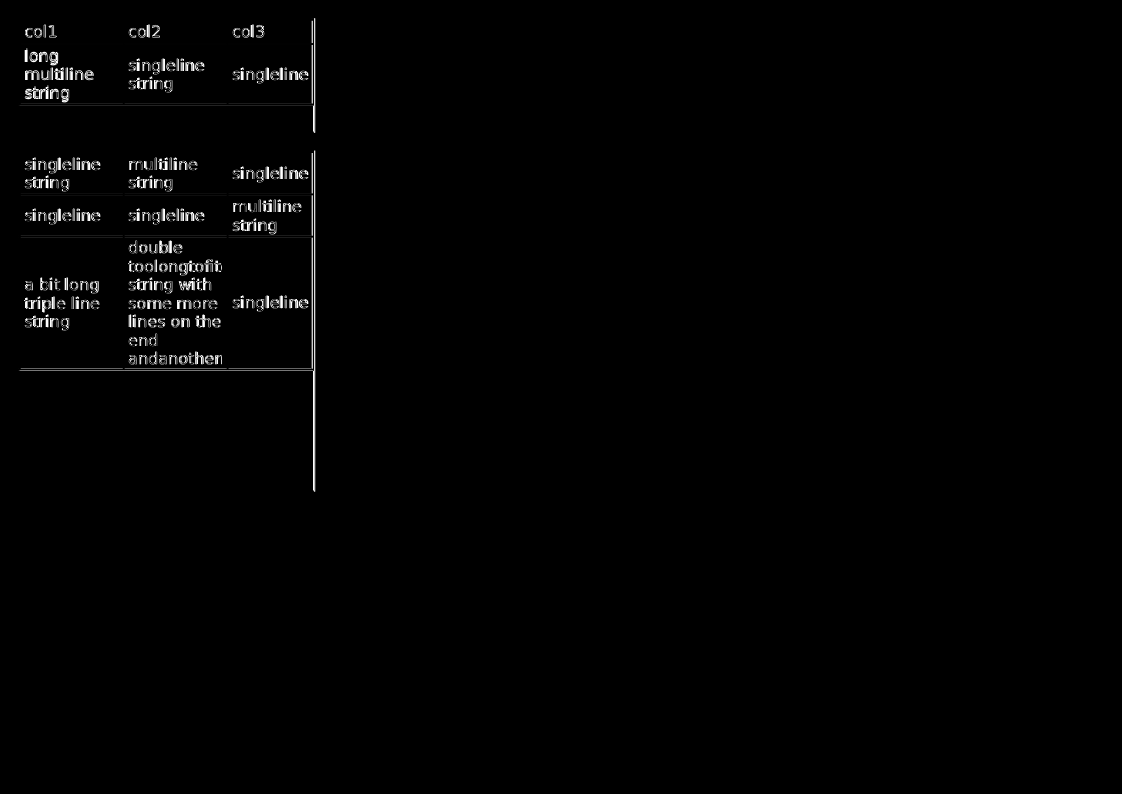 col1 col2 col3
long
multiline
string
singleline
string
singleline
singleline
string
multiline
string
singleline
singleline
singleline
multiline
string
a bit long
triple line
string
double
toolongtofit
string with
some more
lines on the
end
andanother
singleline